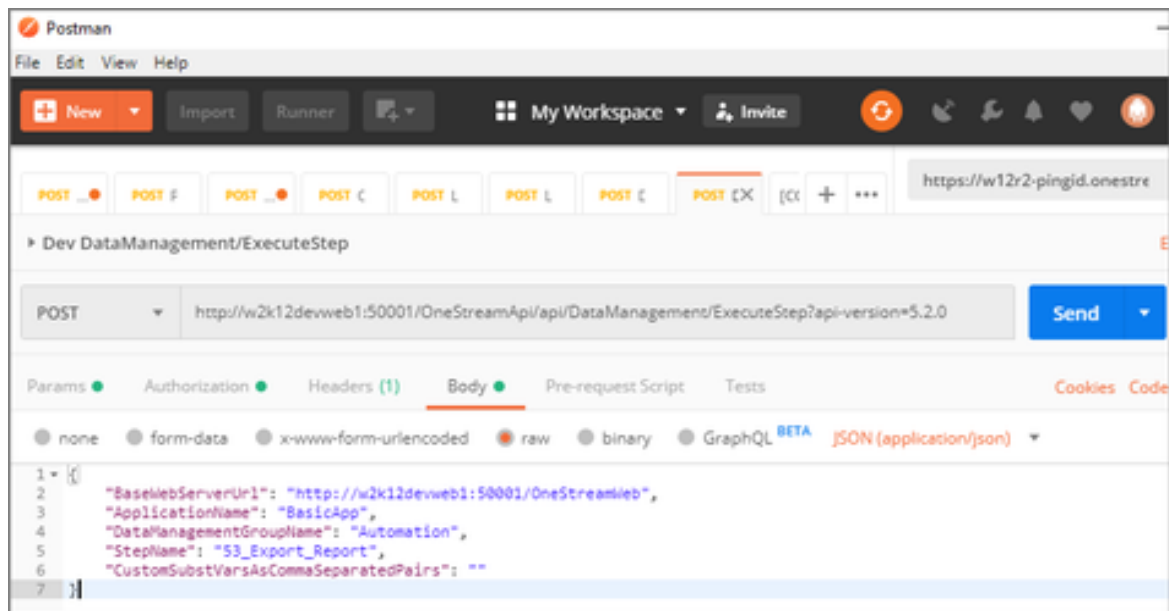 Postman
File Edit View Help
New Import Runner My Workspace Invite
POST _ POST F POST _ POST C POST L POST L POST POST https://w12r2-pingid.onestre
Dev DataManagement/ExecuteStep
POST http://w2k12devweb1:50001/OneStreamApi/api/DataManagement/ExecuteStep?api-version=5.2.0 Send
Params Authorization Headers (1) Body Pre-request Script Tests Cookies Code
none form-data x-www-form-urlencoded raw binary GraphQL BETA JSON (application/json)
1 {
2 "BaseWebServerUrl": "http://w2k12devweb1:50001/OneStreamWeb",
3 "ApplicationName": "BasicApp",
4 "DataManagementGroupName": "Automation",
5 "StepName": "S3_Export_Report",
6 "CustomSubstVarsAsCommaSeparatedPairs": ""
7 }